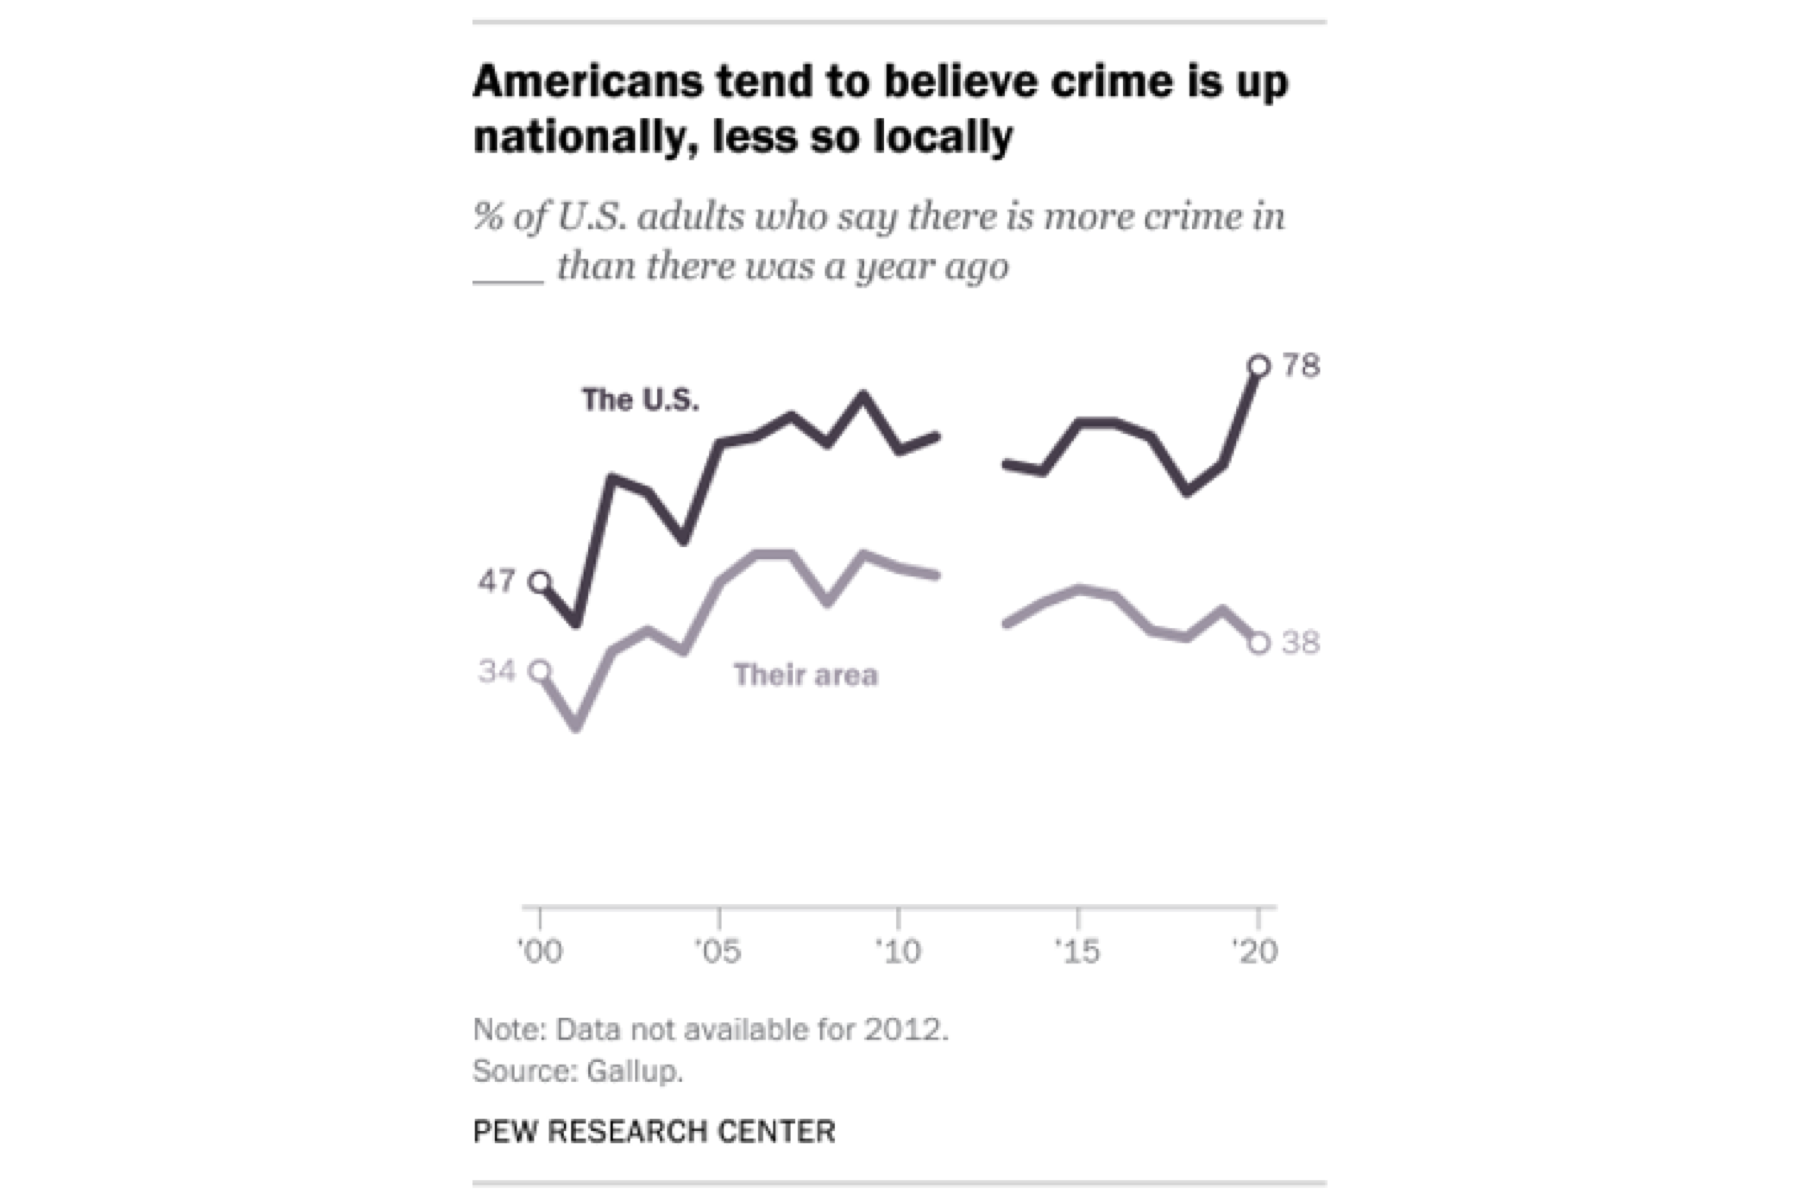 Americans tend to believe crime is up
nationally, less so locally
% of U.S. adults who say there is more crime in
____ than there was a year ago
78
The U.S.
47
34
38
Their area
'00 '05 '10 '15 '20
Note: Data not available for 2012.
Source: Gallup.
PEW RESEARCH CENTER